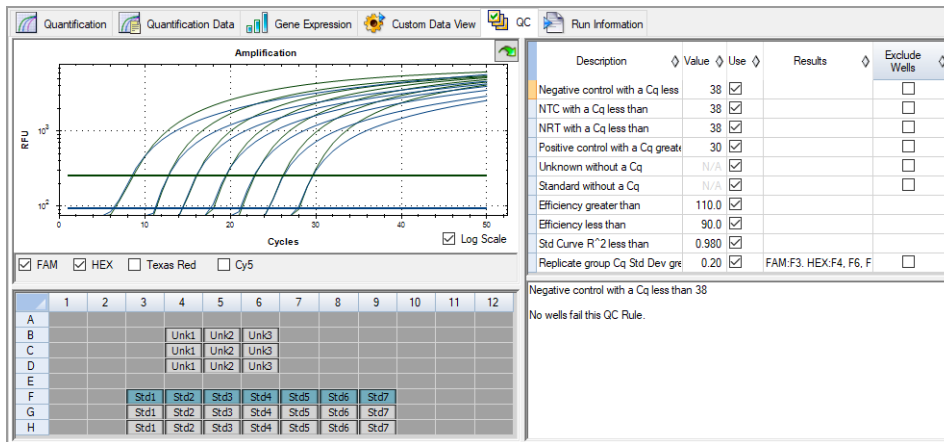 Quantification Quantification Data Gene Expression Custom Data View QC Run Information
Amplification
10^3
10^2
RFU
0 10 20 30 40 50
Cycles
Log Scale
FAM HEX Texas Red Cy5
1 2 3 4 5 6 7 8 9 10 11 12
A
B Unk1 Unk2 Unk3
C Unk1 Unk2 Unk3
D Unk1 Unk2 Unk3
E
F Std1 Std2 Std3 Std4 Std5 Std6 Std7
G Std1 Std2 Std3 Std4 Std5 Std6 Std7
H Std1 Std2 Std3 Std4 Std5 Std6 Std7
Description Value Use Results Exclude
Wells
Negative control with a Cq less 38
NTC with a Cq less than 38
NRT with a Cq less than 38
Positive control with a Cq greate 30
Unknown without a Cq N/A
Standard without a Cq N/A
Efficiency greater than 110.0
Efficiency less than 90.0
Std Curve R^2 less than 0.980
Replicate group Cq Std Dev gre 0.20 FAM:F3. HEX:F4, F6, F
Negative control with a Cq less than 38
No wells fail this QC Rule.